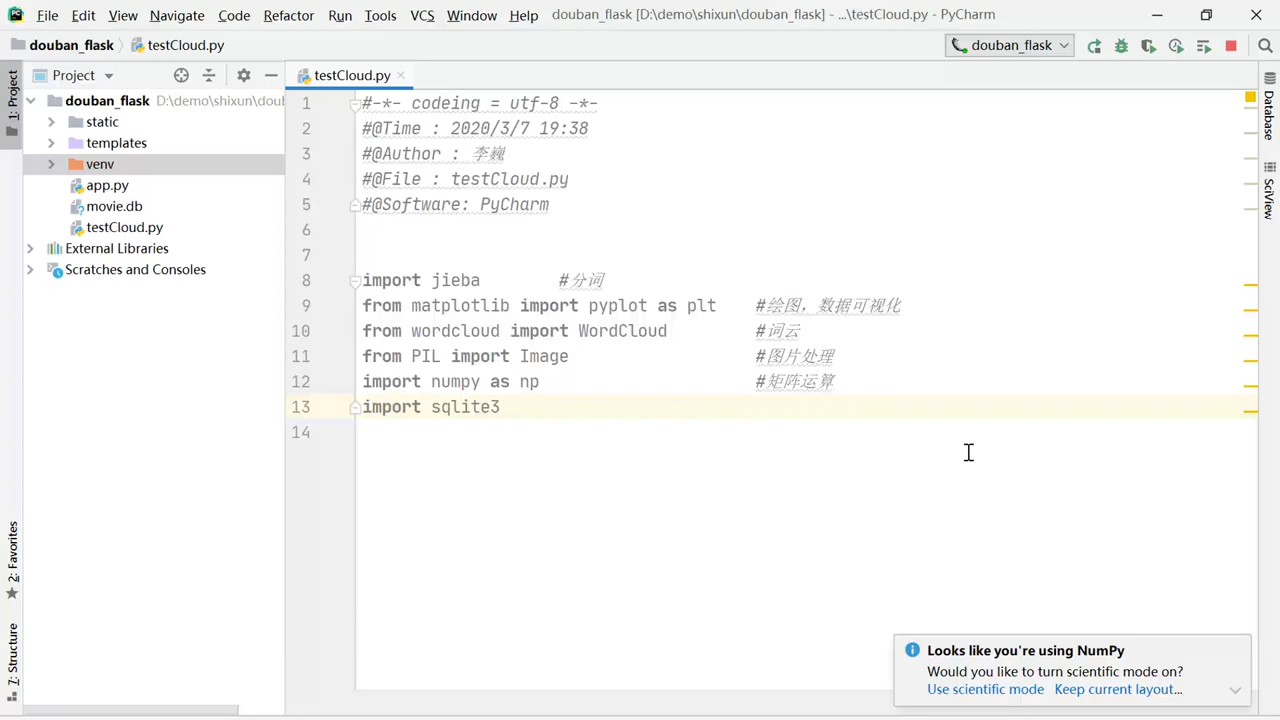 File Edit View Navigate Code Refactor Run Tools VCS Window Help douban_flask [D:\demo\shixun\douban_flask] - ...\testCloud.py - PyCharm
douban_flask testCloud.py douban_flask
Project testCloud.py
douban_flask D:\demo\shixun\dou
static
templates
venv
app.py
movie.db
testCloud.py
External Libraries
Scratches and Consoles
1: Project
2: Favorites
7: Structure
1 #-*- codeing = utf-8 -*-
2 #@Time : 2020/3/7 19:38
3 #@Author : 李巍
4 #@File : testCloud.py
5 #@Software: PyCharm
6
7
8 import jieba #分词
9 from matplotlib import pyplot as plt #绘图，数据可视化
10 from wordcloud import WordCloud #词云
11 from PIL import Image #图片处理
12 import numpy as np #矩阵运算
13 import sqlite3
14
Database
SciView
Looks like you're using NumPy
Would you like to turn scientific mode on?
Use scientific mode Keep current layout...